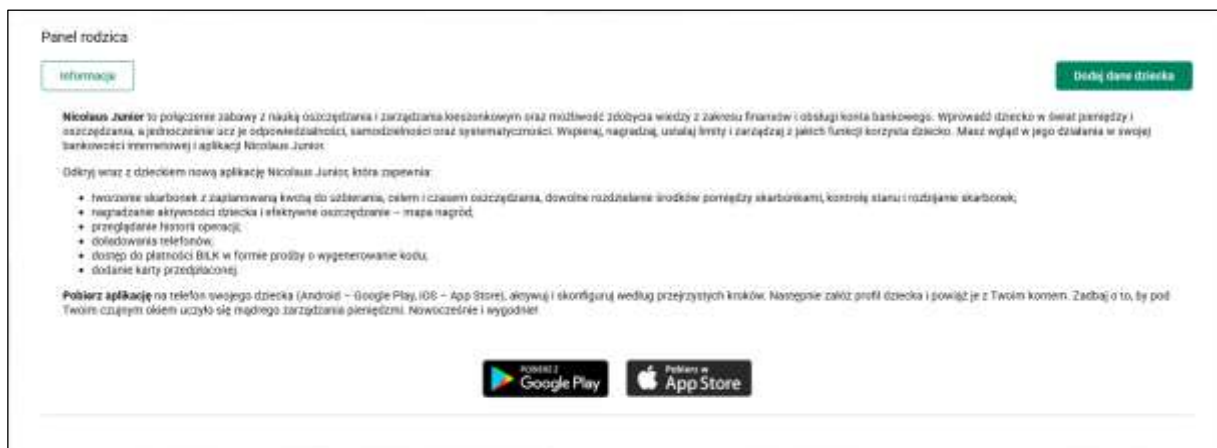 Panel rodzica
Informacje
Dodaj dane dziecka
Nicolaus Junior to połączenie zabawy z nauką oszczędzania i zarządzania kieszonkowym oraz możliwość zdobycia wiedzy z zakresu finansów i obsługi konta bankowego. Wprowadź dziecko w świat pieniędzy i
oszczędzania, a jednocześnie ucz je odpowiedzialności, samodzielności oraz systematyczności. Wspieraj, nagradzaj, ustalaj limity i zarządzaj z jakich funkcji korzysta dziecko. Masz wgląd w jego działania w swojej
bankowości internetowej i aplikacji Nicolaus Junior.
Odkryj wraz z dzieckiem nową aplikację Nicolaus Junior, która zapewnia:
• tworzenie skarbonek z zaplanowaną kwotą do uzbierania, celem i czasem oszczędzania, dowolne rozdzielanie środków pomiędzy skarbonkami, kontrolę stanu i rozbijanie skarbonek;
• nagradzanie aktywności dziecka i efektywne oszczędzanie – mapa nagród;
• przeglądanie historii operacji;
• doładowania telefonów;
• dostęp do płatności BILK w formie prośby o wygenerowanie kodu;
• dodanie karty przedpłaconej.
Pobierz aplikację na telefon swojego dziecka (Android – Google Play, iOS – App Store), aktywuj i skonfiguruj według przejrzystych kroków. Następnie załóż profil dziecka i powiąż je z Twoim kontem. Zadbaj o to, by pod
Twoim czujnym okiem uczyło się mądrego zarządzania pieniędzmi. Nowocześnie i wygodnie!
POBIERZ Z
Google Play
Pobierz w
App Store